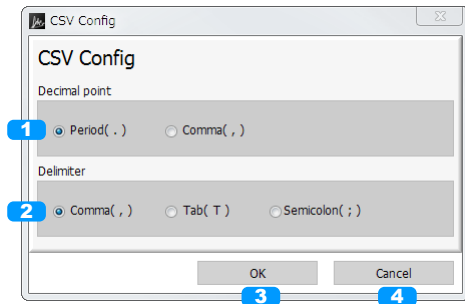 CSV Config
CSV Config
Decimal point
1 Period( . ) Comma( , )
Delimiter
2 Comma( , ) Tab( T ) Semicolon( ; )
OK Cancel
3 4